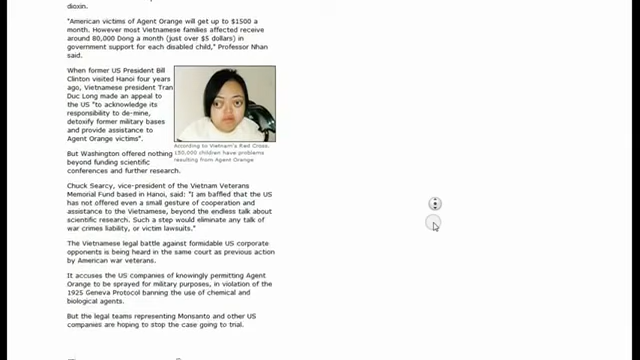 dioxin.
"American victims of Agent Orange will get up to $1500 a
month. However most Vietnamese families affected receive
around 80,000 Dong a month (just over $5 dollars) in
government support for each disabled child," Professor Nhan
said.
When former US President Bill
Clinton visited Hanoi four years
ago, Vietnamese president Tran
Duc Long made an appeal to
the US "to acknowledge its
responsibility to de-mine,
detoxify former military bases
and provide assistance to
Agent Orange victims".
According to Vietnam's Red Cross,
150,000 children have problems
resulting from Agent Orange
But Washington offered nothing
beyond funding scientific
conferences and further research.
Chuck Searcy, vice-president of the Vietnam Veterans
Memorial Fund based in Hanoi, said: "I am baffled that the US
has not offered even a small gesture of cooperation and
assistance to the Vietnamese, beyond the endless talk about
scientific research. Such a step would eliminate any talk of
war crimes liability, or victim lawsuits."
The Vietnamese legal battle against formidable US corporate
opponents is being heard in the same court as previous action
by American war veterans.
It accuses the US companies of knowingly permitting Agent
Orange to be sprayed for military purposes, in violation of the
1925 Geneva Protocol banning the use of chemical and
biological agents.
But the legal teams representing Monsanto and other US
companies are hoping to stop the case going to trial.